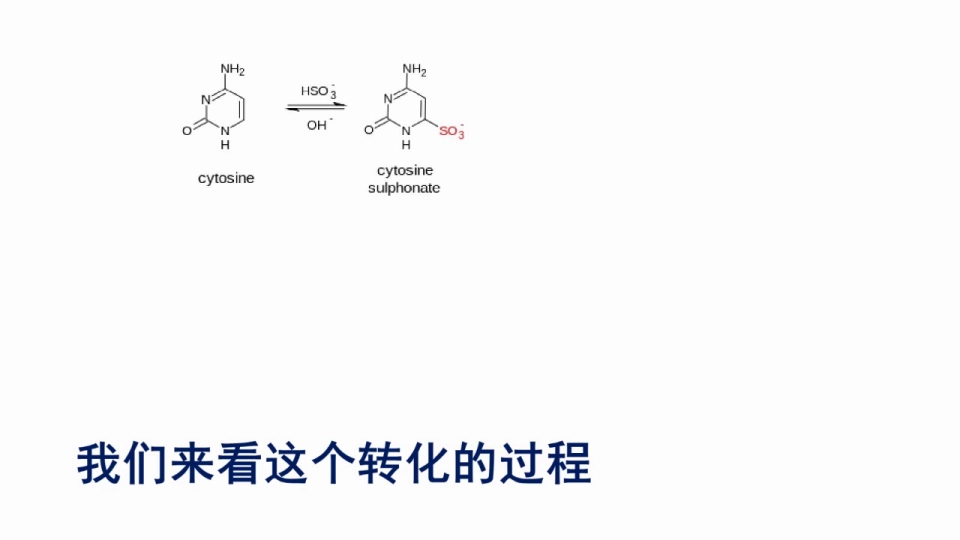 NH2
N
O
N
H
cytosine
HSO3-
OH-
NH2
N
O
N
H
SO3-
cytosine
sulphonate
我们来看这个转化的过程